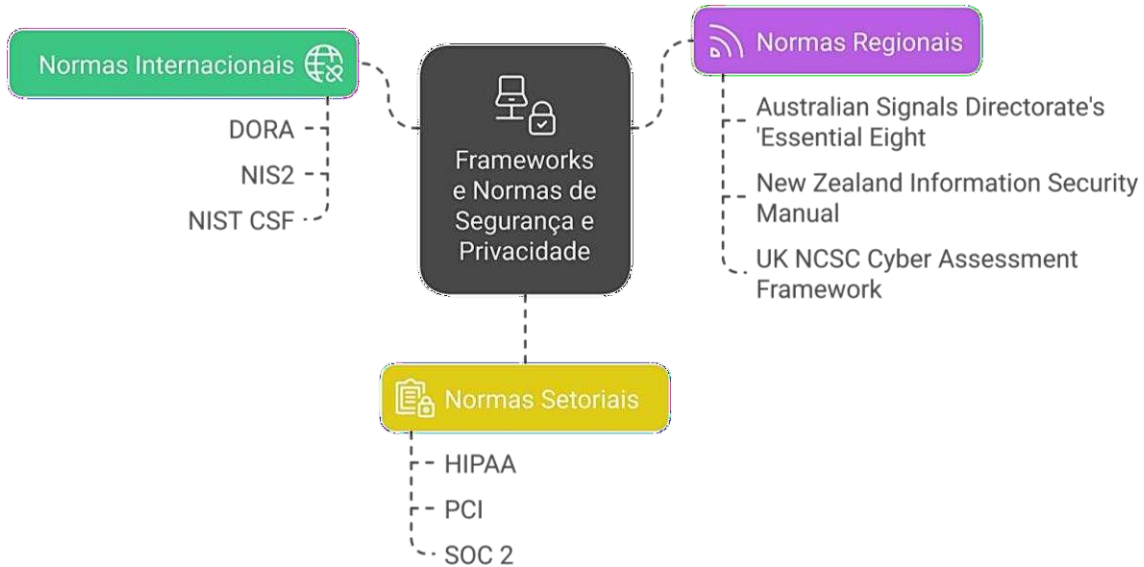 Normas Internacionais
DORA
NIS2
NIST CSF
Frameworks
e Normas de
Segurança e
Privacidade
Normas Regionais
Australian Signals Directorate's
'Essential Eight
New Zealand Information Security
Manual
UK NCSC Cyber Assessment
Framework
Normas Setoriais
HIPAA
PCI
SOC 2